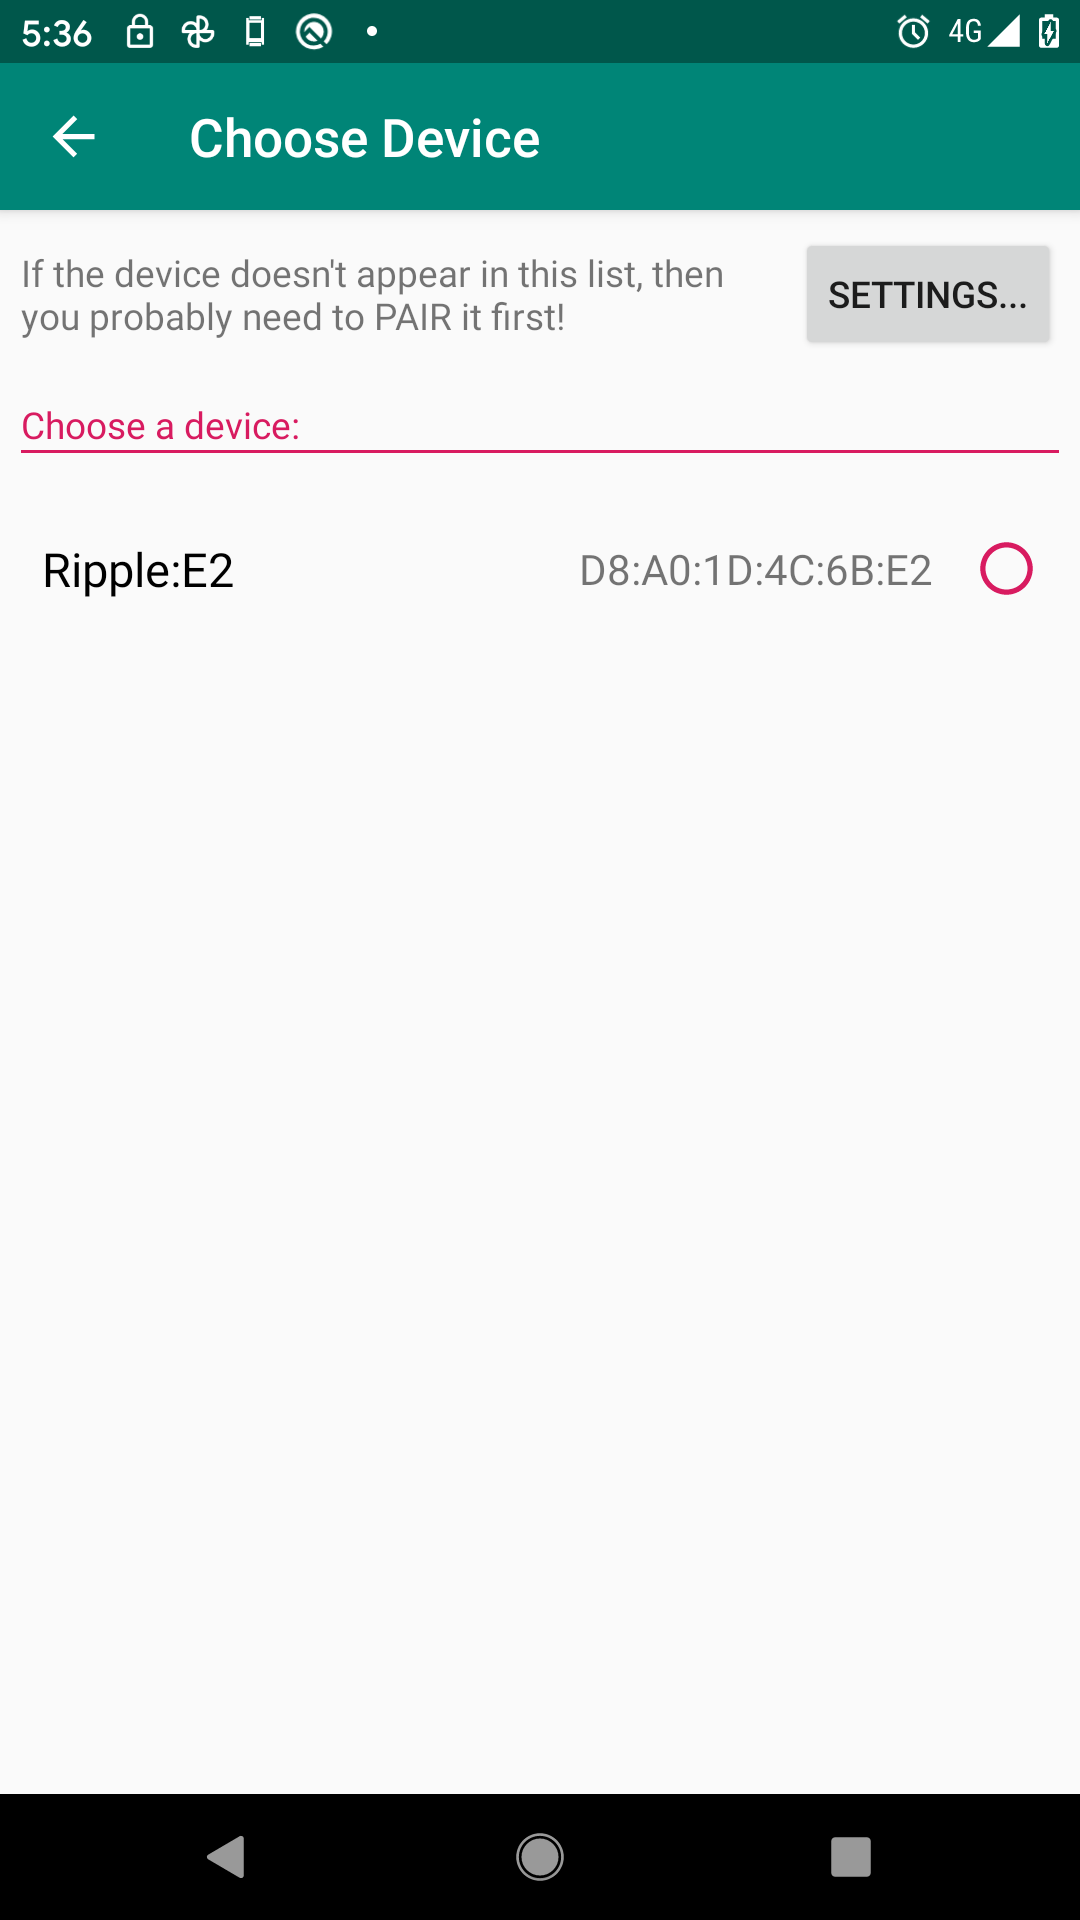 5:36
4G
Choose Device
If the device doesn't appear in this list, then
you probably need to PAIR it first!
SETTINGS...
Choose a device:
Ripple:E2 D8:A0:1D:4C:6B:E2